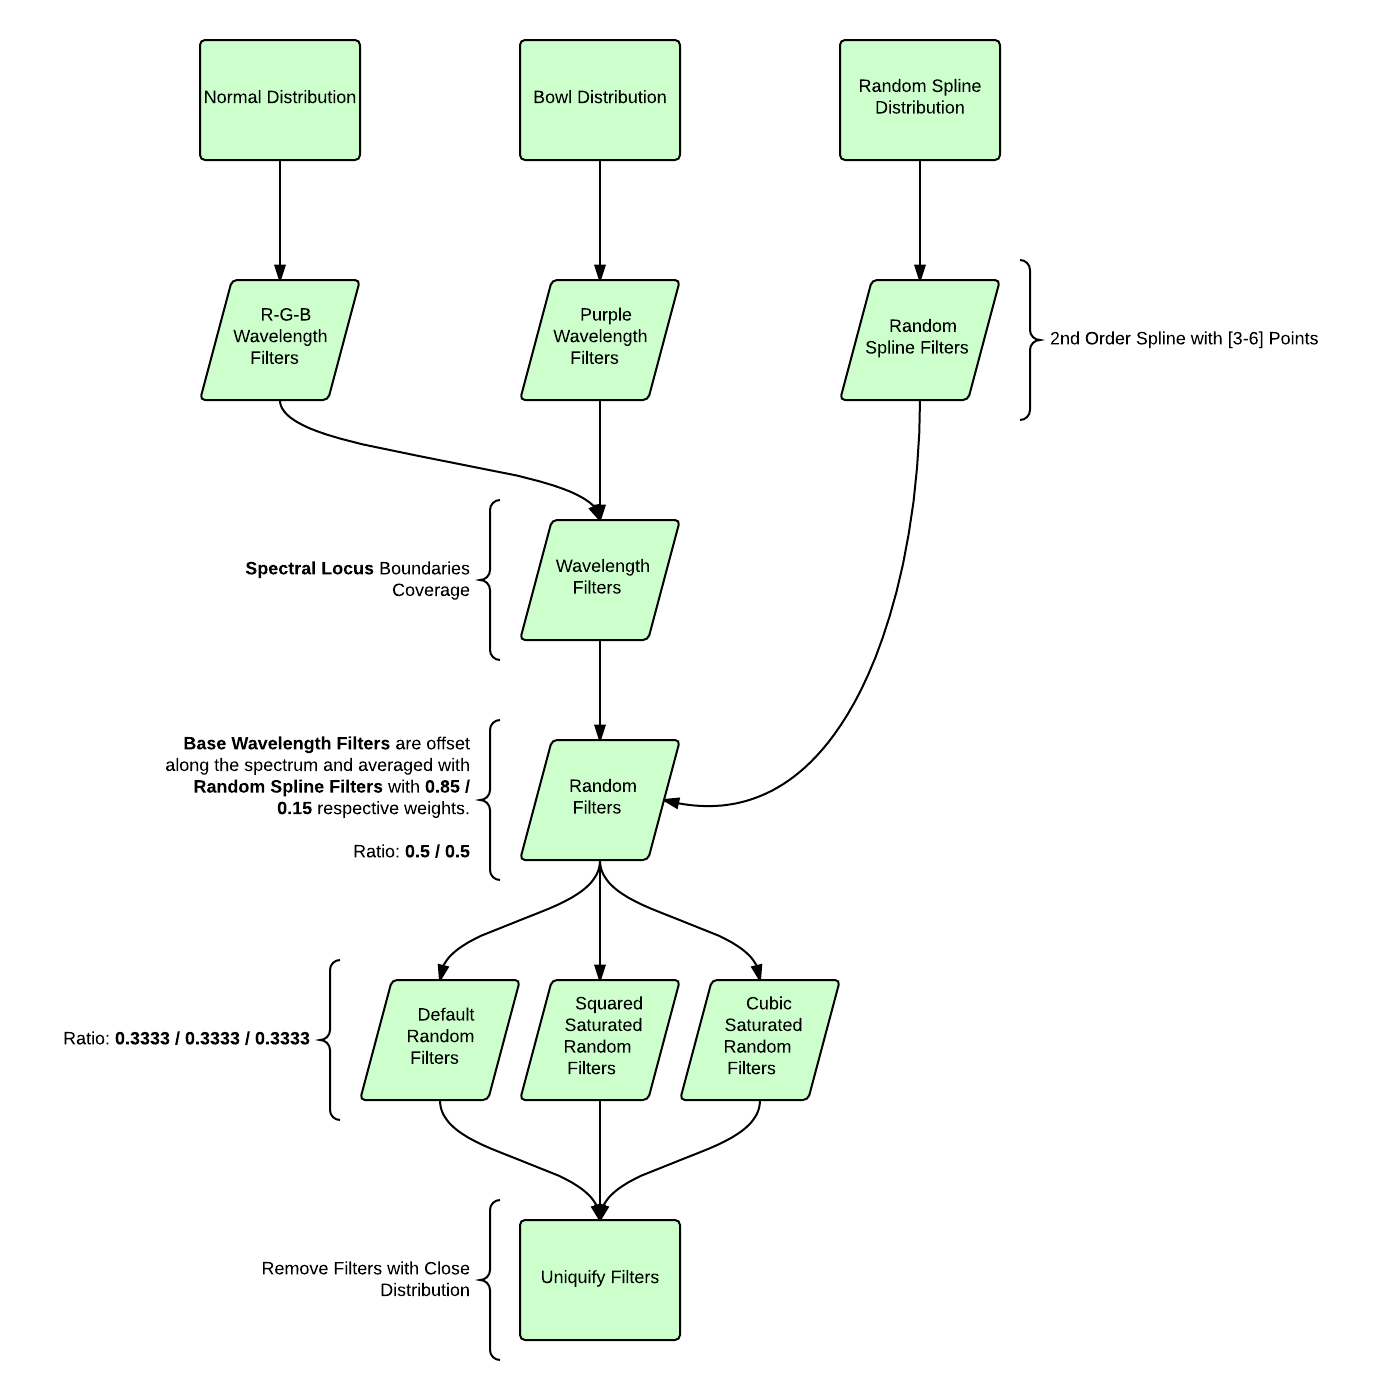 Normal Distribution
Bowl Distribution
Random Spline
Distribution
R-G-B
Wavelength
Filters
Purple
Wavelength
Filters
Random
Spline Filters
2nd Order Spline with [3-6] Points
Spectral Locus Boundaries
Coverage
Wavelength
Filters
Base Wavelength Filters are offset
along the spectrum and averaged with
Random Spline Filters with 0.85 /
0.15 respective weights.
Ratio: 0.5 / 0.5
Random
Filters
Ratio: 0.3333 / 0.3333 / 0.3333
Default
Random
Filters
Squared
Saturated
Random
Filters
Cubic
Saturated
Random
Filters
Remove Filters with Close
Distribution
Uniquify Filters